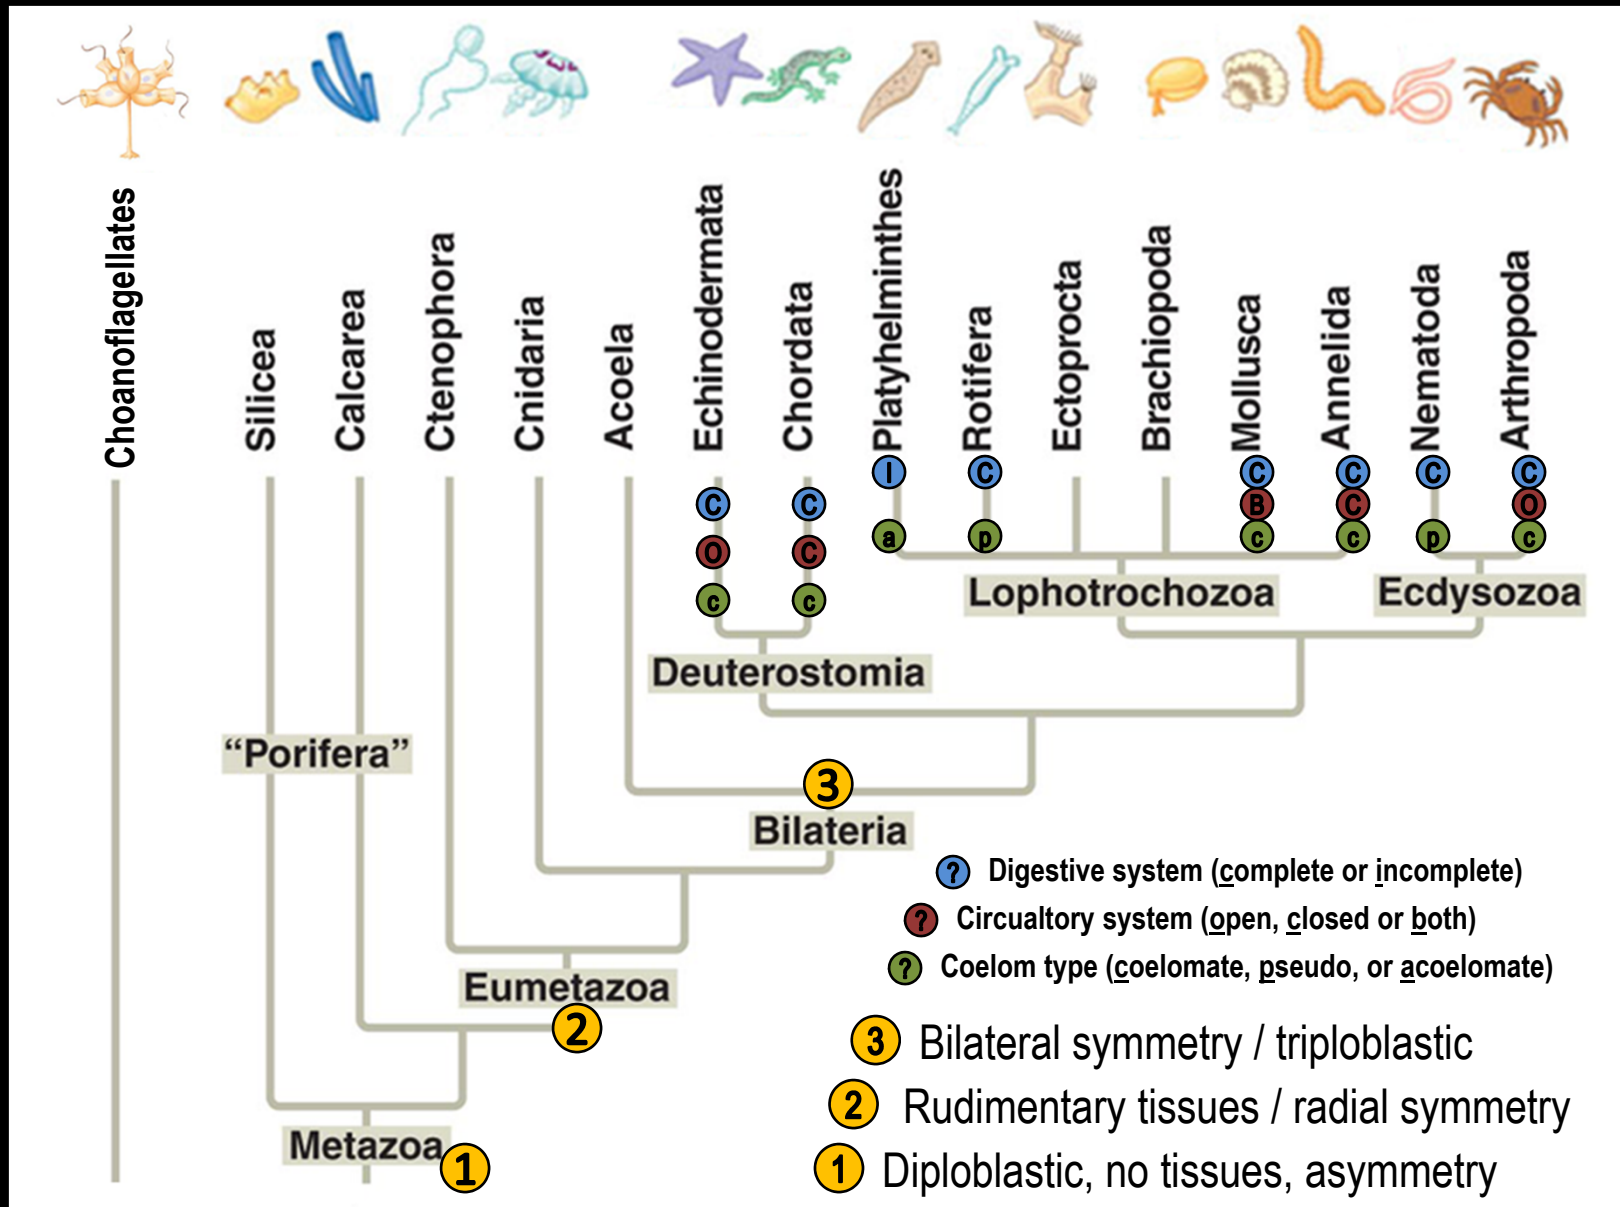 Choanoflagellates
Silicea
Calcarea
Ctenophora
Cnidaria
Acoela
Echinodermata
Chordata
Platyhelminthes
Rotifera
Ectoprocta
Brachiopoda
Mollusca
Annelida
Nematoda
Arthropoda
I C C C C C
C C B C O
O C a p c c p c
c c
Lophotrochozoa Ecdysozoa
Deuterostomia
“Porifera”
3
Bilateria
? Digestive system (complete or incomplete)
? Circualtory system (open, closed or both)
? Coelom type (coelomate, pseudo, or acoelomate)
Eumetazoa
2
3 Bilateral symmetry / triploblastic
2 Rudimentary tissues / radial symmetry
Metazoa
1
1 Diploblastic, no tissues, asymmetry